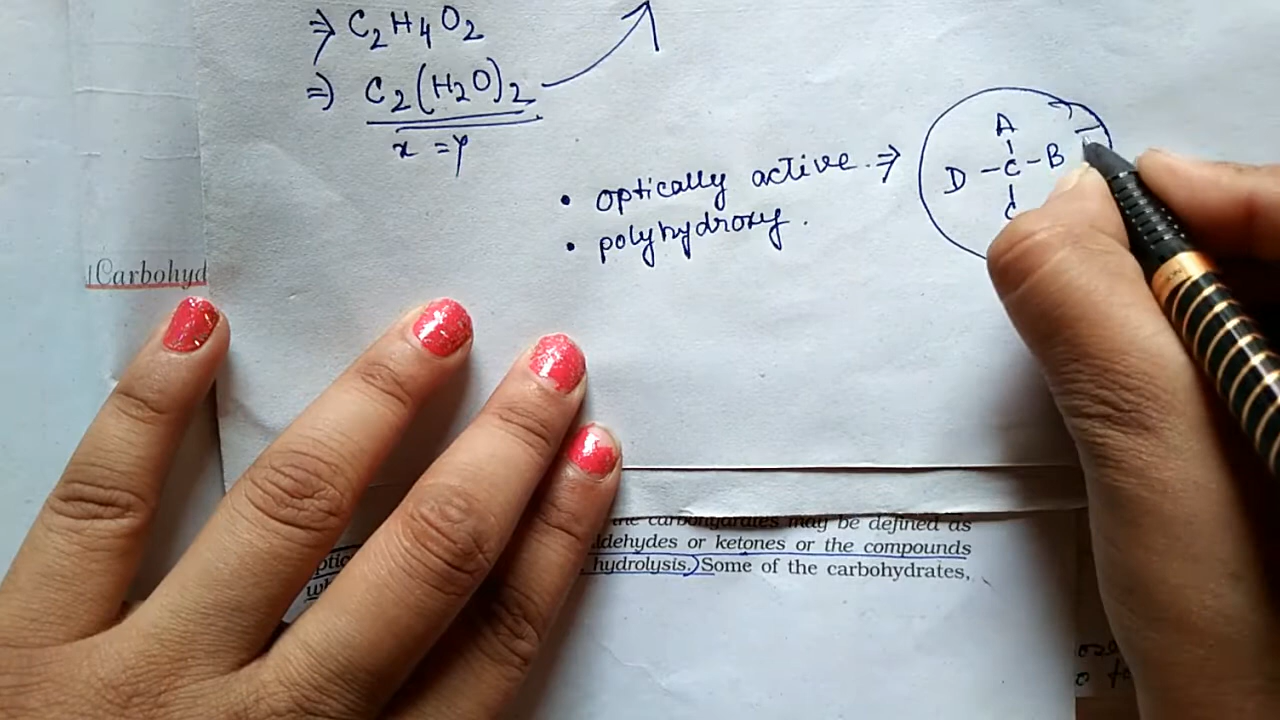 ⇒ C2H4O2
⇒ C2(H2O)2
x = y
A
D - C - B
C
• optically active. ⇒
• polyhydroxy.
Carbohyd
the carbohydrates may be defined as
ldehydes or ketones or the compounds
hydrolysis.) Some of the carbohydrates,